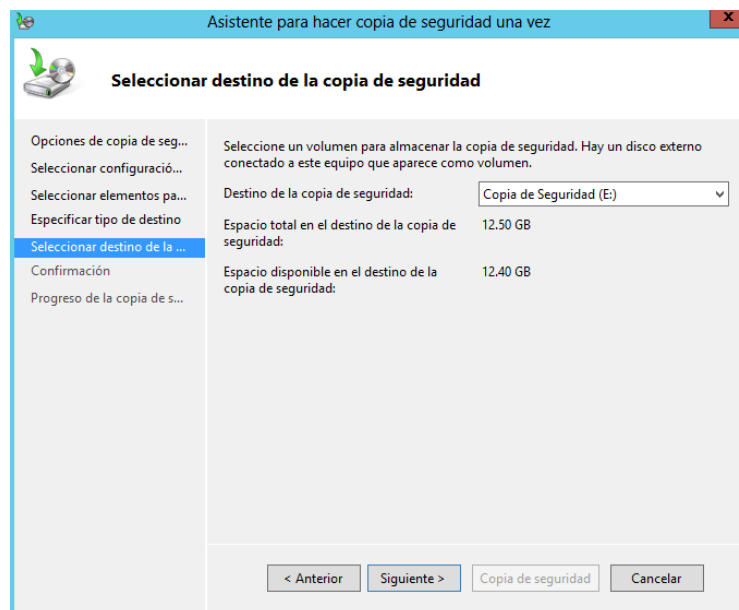 Asistente para hacer copia de seguridad una vez
X
Seleccionar destino de la copia de seguridad
Opciones de copia de seg...
Seleccionar configuració...
Seleccionar elementos pa...
Especificar tipo de destino
Seleccionar destino de la ...
Confirmación
Progreso de la copia de s...
Seleccione un volumen para almacenar la copia de seguridad. Hay un disco externo
conectado a este equipo que aparece como volumen.
Destino de la copia de seguridad: Copia de Seguridad (E:)
Espacio total en el destino de la copia de 12.50 GB
seguridad:
Espacio disponible en el destino de la 12.40 GB
copia de seguridad:
< Anterior Siguiente > Copia de seguridad Cancelar